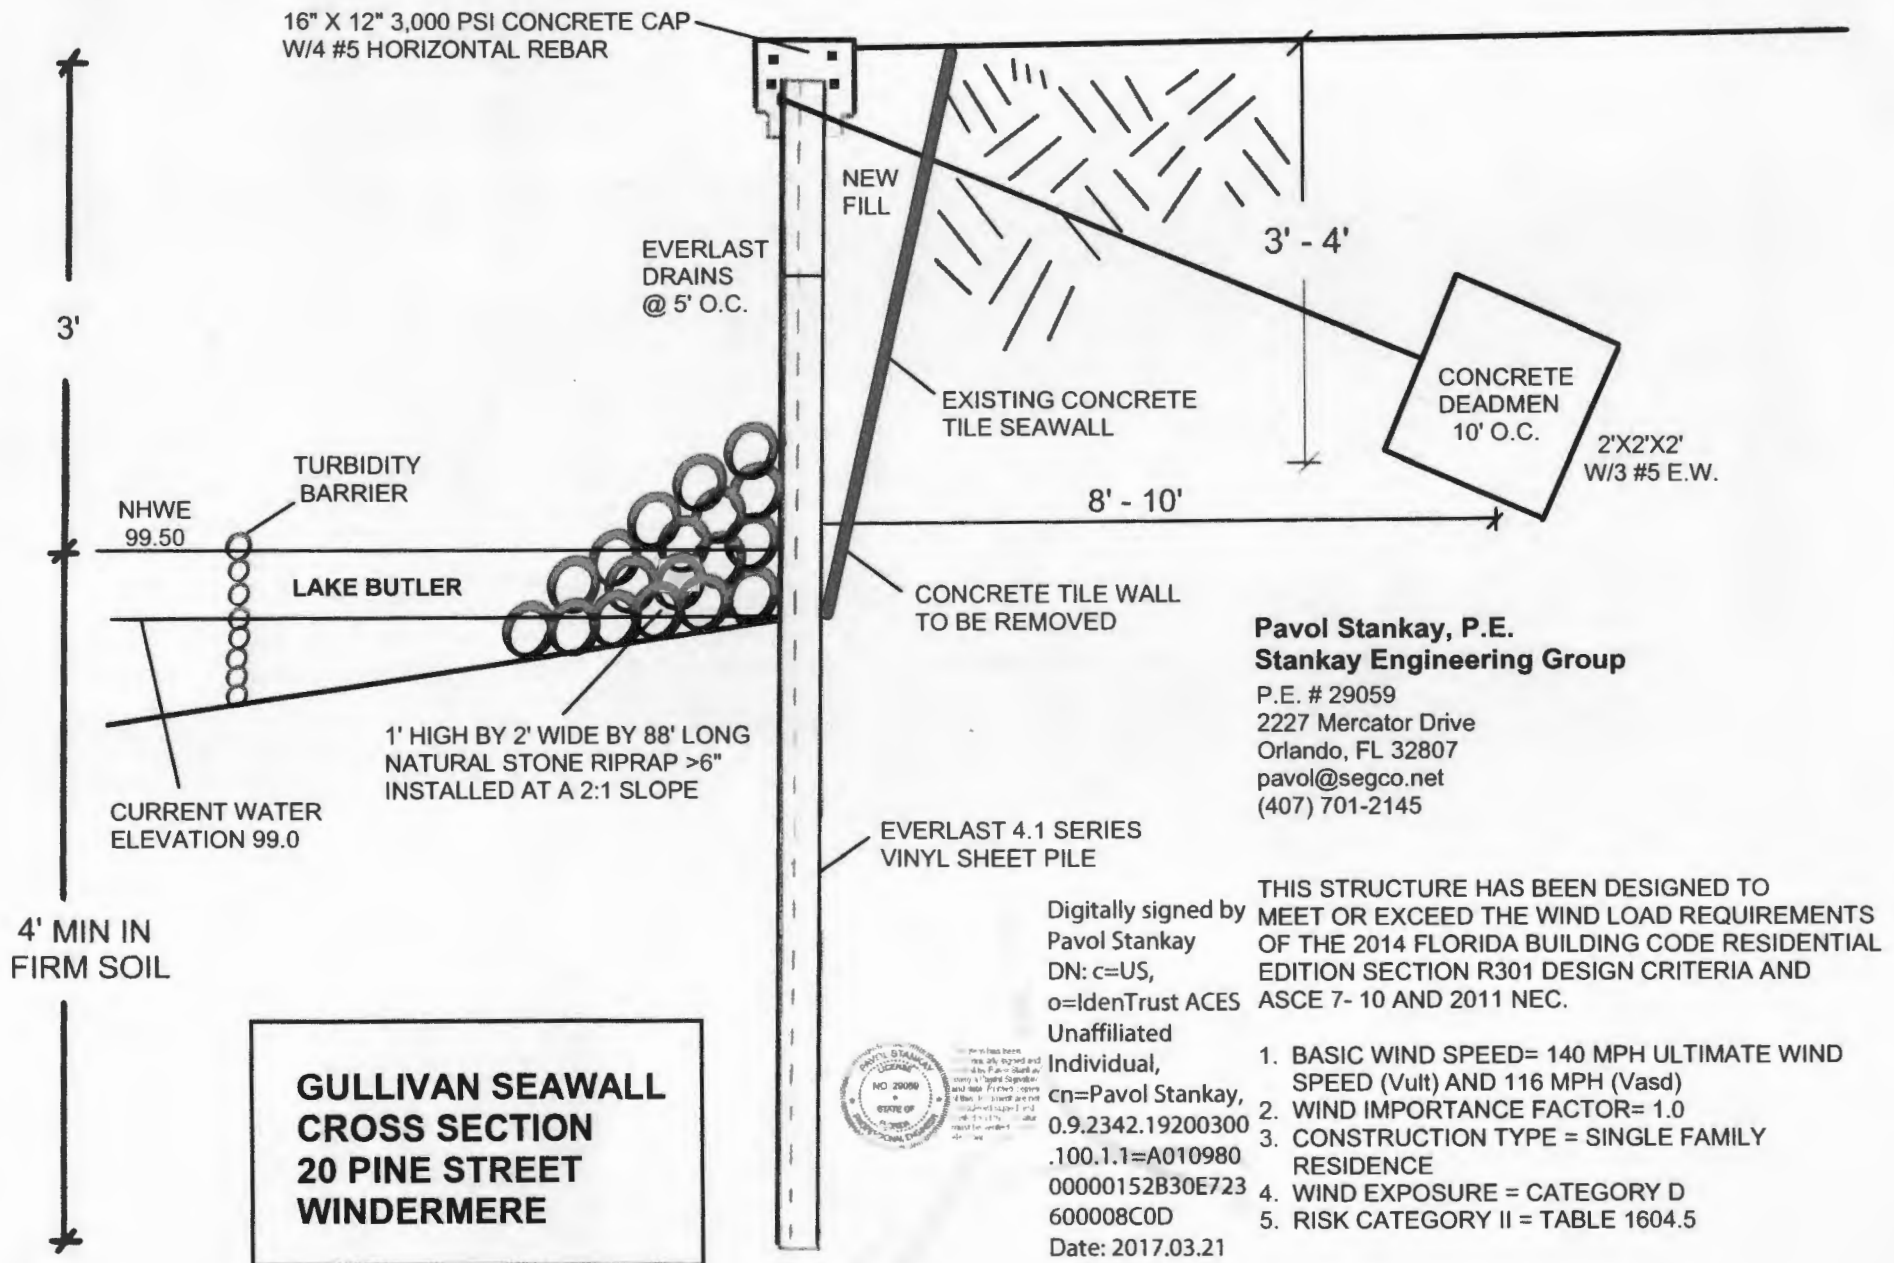 16" X 12" 3,000 PSI CONCRETE CAP
W/4 #5 HORIZONTAL REBAR
3'
NEW
FILL
EVERLAST
DRAINS
@ 5' O.C.
3' - 4'
CONCRETE
DEADMEN
10' O.C.
2'X2'X2'
W/3 #5 E.W.
EXISTING CONCRETE
TILE SEAWALL
8' - 10'
TURBIDITY
BARRIER
NHWE
99.50
LAKE BUTLER
CONCRETE TILE WALL
TO BE REMOVED
1' HIGH BY 2' WIDE BY 88' LONG
NATURAL STONE RIPRAP >6"
INSTALLED AT A 2:1 SLOPE
CURRENT WATER
ELEVATION 99.0
EVERLAST 4.1 SERIES
VINYL SHEET PILE
4' MIN IN
FIRM SOIL
Pavol Stankay, P.E.
Stankay Engineering Group
P.E. # 29059
2227 Mercator Drive
Orlando, FL 32807
pavol@segco.net
(407) 701-2145
THIS STRUCTURE HAS BEEN DESIGNED TO
MEET OR EXCEED THE WIND LOAD REQUIREMENTS
OF THE 2014 FLORIDA BUILDING CODE RESIDENTIAL
EDITION SECTION R301 DESIGN CRITERIA AND
ASCE 7- 10 AND 2011 NEC.
1. BASIC WIND SPEED= 140 MPH ULTIMATE WIND
SPEED (Vult) AND 116 MPH (Vasd)
2. WIND IMPORTANCE FACTOR= 1.0
3. CONSTRUCTION TYPE = SINGLE FAMILY
RESIDENCE
4. WIND EXPOSURE = CATEGORY D
5. RISK CATEGORY II = TABLE 1604.5
Digitally signed by
Pavol Stankay
DN: c=US,
o=IdenTrust ACES
Unaffiliated
Individual,
cn=Pavol Stankay,
0.9.2342.19200300
.100.1.1=A010980
00000152B30E723
600008C0D
Date: 2017.03.21
PAVOL STANKAY
LICENSE
NO 29059
STATE OF
PROFESSIONAL ENGINEER
GULLIVAN SEAWALL
CROSS SECTION
20 PINE STREET
WINDERMERE